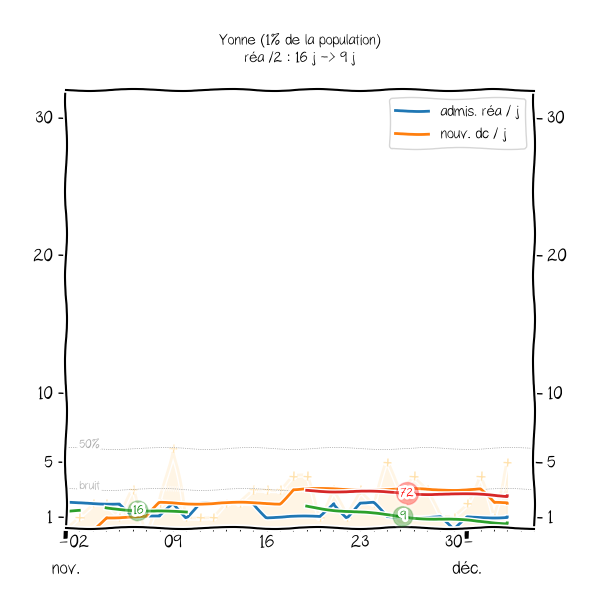 Yonne (1% de la population)
réa /2 : 16 j -> 9 j
admis. réa / j
nouv. dc / j
30
30
20
20
10
10
50%
5
5
bruit
72
16
9
1
1
02
09
16
23
30
nov.
déc.